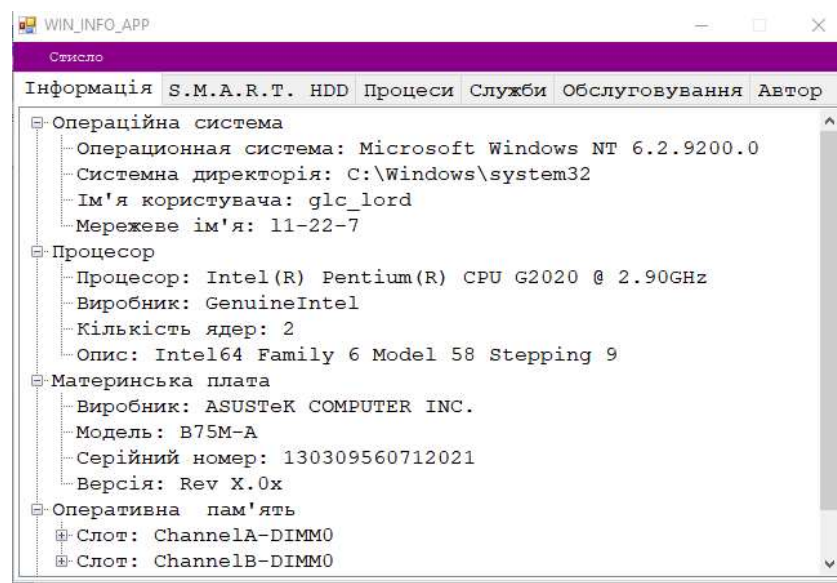 WIN_INFO_APP
Стисло
Інформація S.M.A.R.T. HDD Процеси Служби Обслуговування Автор
Операційна система
Операционная система: Microsoft Windows NT 6.2.9200.0
Системна директорія: C:\Windows\system32
Ім'я користувача: glc_lord
Мережеве ім'я: l1-22-7
Процесор
Процесор: Intel(R) Pentium(R) CPU G2020 @ 2.90GHz
Виробник: GenuineIntel
Кількість ядер: 2
Опис: Intel64 Family 6 Model 58 Stepping 9
Материнська плата
Виробник: ASUSTeK COMPUTER INC.
Модель: B75M-A
Серійний номер: 130309560712021
Версія: Rev X.0x
Оперативна пам'ять
Слот: ChannelA-DIMM0
Слот: ChannelB-DIMM0